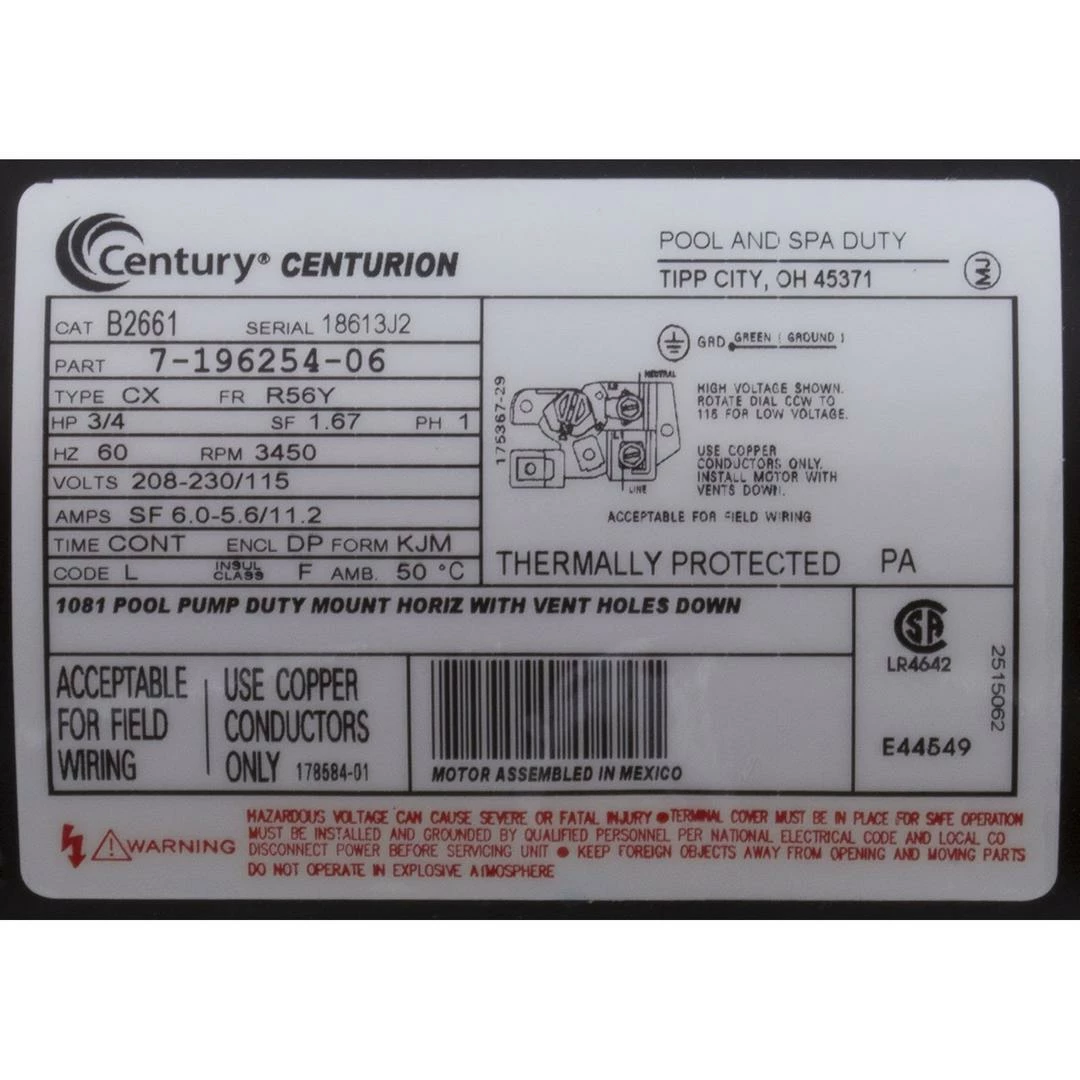 Century® CENTURION
POOL AND SPA DUTY
TIPP CITY, OH 45371
MJ
CAT B2661 SERIAL 18613J2
PART 7-196254-06
TYPE CX FR R56Y
HP 3/4 SF 1.67 PH 1
HZ 60 RPM 3450
VOLTS 208-230/115
AMPS SF 6.0-5.6/11.2
TIME CONT ENCL DP FORM KJM
CODE L INSUL CLASS F AMB. 50 °C
GRD GREEN ( GROUND )
NEUTRAL
175367-29
LINE
HIGH VOLTAGE SHOWN.
ROTATE DIAL CCW TO
115 FOR LOW VOLTAGE.
USE COPPER
CONDUCTORS ONLY.
INSTALL MOTOR WITH
VENTS DOWN.
ACCEPTABLE FOR FIELD WIRING
THERMALLY PROTECTED PA
1081 POOL PUMP DUTY MOUNT HORIZ WITH VENT HOLES DOWN
ACCEPTABLE
FOR FIELD
WIRING
USE COPPER
CONDUCTORS
ONLY 178584-01
MOTOR ASSEMBLED IN MEXICO
SA
LR4642
E44549
2515062
WARNING
HAZARDOUS VOLTAGE CAN CAUSE SEVERE OR FATAL INJURY ● TERMINAL COVER MUST BE IN PLACE FOR SAFE OPERATION
MUST BE INSTALLED AND GROUNDED BY QUALIFIED PERSONNEL PER NATIONAL ELECTRICAL CODE AND LOCAL CO
DISCONNECT POWER BEFORE SERVICING UNIT ● KEEP FOREIGN OBJECTS AWAY FROM OPENING AND MOVING PARTS
DO NOT OPERATE IN EXPLOSIVE ATMOSPHERE